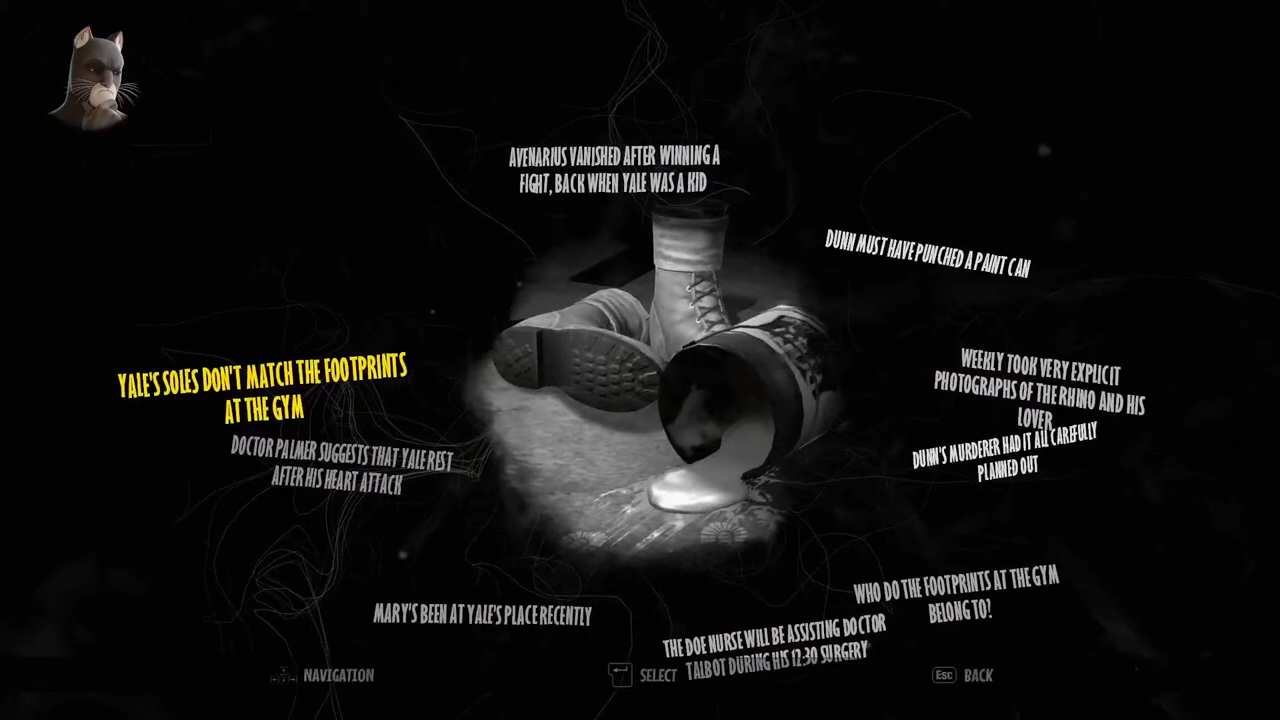 AVENARIUS VANISHED AFTER WINNING A
FIGHT, BACK WHEN YALE WAS A KID
DUNN MUST HAVE PUNCHED A PAINT CAN
YALE'S SOLES DON'T MATCH THE FOOTPRINTS
AT THE GYM
WEEKLY TOOK VERY EXPLICIT
PHOTOGRAPHS OF THE RHINO AND HIS
LOVER
DOCTOR PALMER SUGGESTS THAT YALE REST
AFTER HIS HEART ATTACK
DUNN'S MURDERER HAD IT ALL CAREFULLY
PLANNED OUT
WHO DO THE FOOTPRINTS AT THE GYM
BELONG TO?
MARY'S BEEN AT YALE'S PLACE RECENTLY
THE DOE NURSE WILL BE ASSISTING DOCTOR
TALBOT DURING HIS 12:30 SURGERY
NAVIGATION
SELECT
Esc BACK